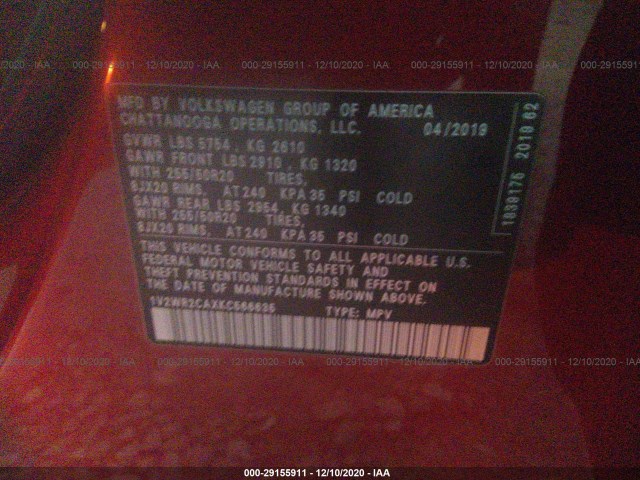 000-29155911 - 12/10/2020 - IAA
MFD BY VOLKSWAGEN GROUP OF AMERICA
CHATTANOOGA OPERATIONS, LLC. 04/2019
GVWR LBS 5754 , KG 2610
GAWR FRONT LBS 2910 , KG 1320
WITH 255/50R20 TIRES,
8JX20 RIMS, AT 240 KPA 35 PSI COLD
GAWR REAR LBS 2954, KG 1340
WITH 255/50R20 TIRES,
8JX20 RIMS, AT 240 KPA 35 PSI COLD
THIS VEHICLE CONFORMS TO ALL APPLICABLE U.S.
FEDERAL MOTOR VEHICLE SAFETY AND
THEFT PREVENTION STANDARDS IN EFFECT ON
THE DATE OF MANUFACTURE SHOWN ABOVE.
TYPE: MPV
000-29155911 - 12/10/2020 - IAA
000-29155911 - 12/10/2020 - IAA